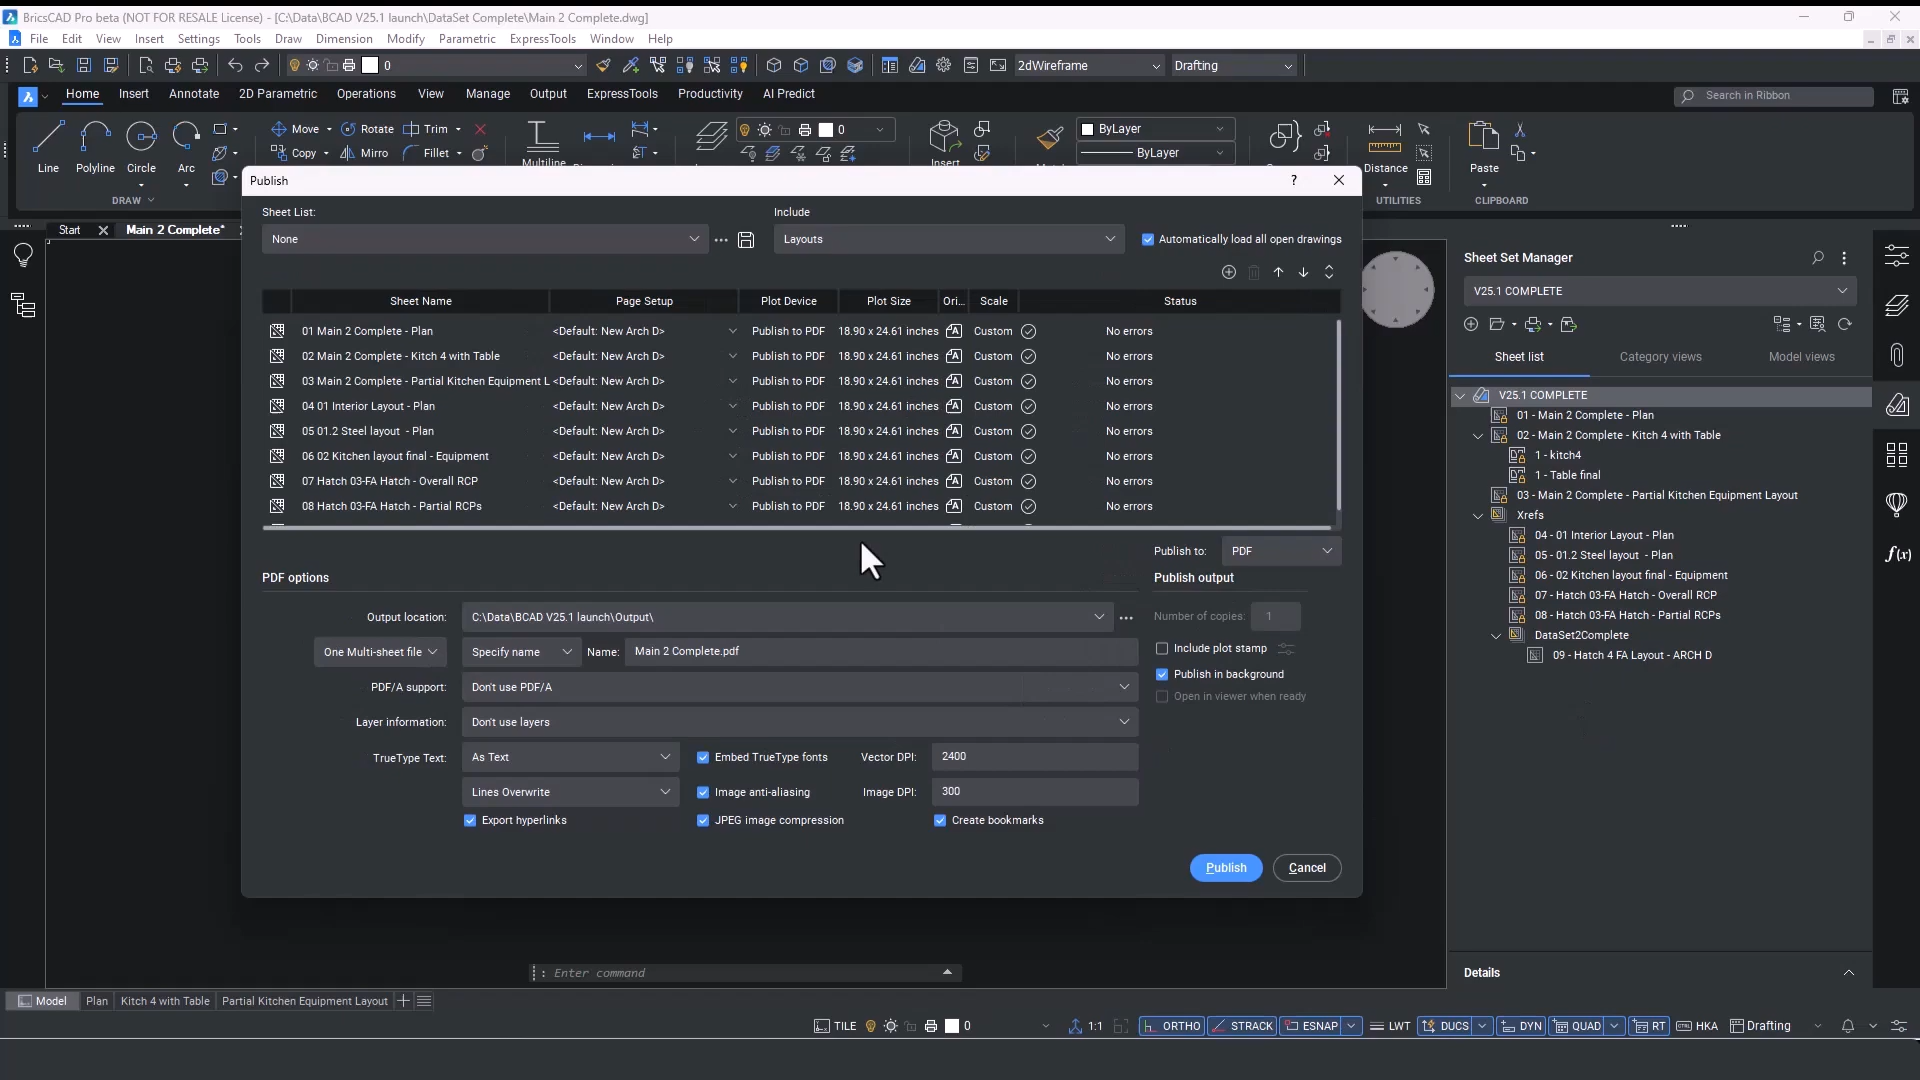 BricsCAD Pro beta (NOT FOR RESALE License) - [C:\Data\BCAD V25.1 launch\DataSet Complete\Main 2 Complete.dwg]
File Edit View Insert Settings Tools Draw Dimension Modify Parametric ExpressTools Window Help
0 2dWireframe Drafting
Home Insert Annotate 2D Parametric Operations View Manage Output ExpressTools Productivity AI Predict Search in Ribbon
Move Rotate Trim 0 ByLayer
Copy Mirro Fillet ByLayer
Line Polyline Circle Arc Multiline Insert Distance Paste
DRAW UTILITIES CLIPBOARD
Publish ?
Start Main 2 Complete*
Sheet List: Include
None Layouts Automatically load all open drawings
Sheet Name Page Setup Plot Device Plot Size Ori... Scale Status
01 Main 2 Complete - Plan <Default: New Arch D> Publish to PDF 18.90 x 24.61 inches Custom No errors
02 Main 2 Complete - Kitch 4 with Table <Default: New Arch D> Publish to PDF 18.90 x 24.61 inches Custom No errors
03 Main 2 Complete - Partial Kitchen Equipment L <Default: New Arch D> Publish to PDF 18.90 x 24.61 inches Custom No errors
04 01 Interior Layout - Plan <Default: New Arch D> Publish to PDF 18.90 x 24.61 inches Custom No errors
05 01.2 Steel layout - Plan <Default: New Arch D> Publish to PDF 18.90 x 24.61 inches Custom No errors
06 02 Kitchen layout final - Equipment <Default: New Arch D> Publish to PDF 18.90 x 24.61 inches Custom No errors
07 Hatch 03-FA Hatch - Overall RCP <Default: New Arch D> Publish to PDF 18.90 x 24.61 inches Custom No errors
08 Hatch 03-FA Hatch - Partial RCPs <Default: New Arch D> Publish to PDF 18.90 x 24.61 inches Custom No errors
Publish to: PDF
PDF options Publish output
Output location: C:\Data\BCAD V25.1 launch\Output\ Number of copies: 1
One Multi-sheet file Specify name Name: Main 2 Complete.pdf Include plot stamp
Publish in background
PDF/A support: Don't use PDF/A Open in viewer when ready
Layer information: Don't use layers
TrueType Text: As Text Embed TrueType fonts Vector DPI: 2400
Lines Overwrite Image anti-aliasing Image DPI: 300
Export hyperlinks JPEG image compression Create bookmarks
Publish Cancel
Sheet Set Manager
V25.1 COMPLETE
Sheet list Category views Model views
V25.1 COMPLETE
01 - Main 2 Complete - Plan
02 - Main 2 Complete - Kitch 4 with Table
1 - kitch4
1 - Table final
03 - Main 2 Complete - Partial Kitchen Equipment Layout
Xrefs
04 - 01 Interior Layout - Plan
05 - 01.2 Steel layout - Plan
06 - 02 Kitchen layout final - Equipment
07 - Hatch 03-FA Hatch - Overall RCP
08 - Hatch 03-FA Hatch - Partial RCPs
DataSet2Complete
09 - Hatch 4 FA Layout - ARCH D
f(x)
Details
: Enter command
Model Plan Kitch 4 with Table Partial Kitchen Equipment Layout
TILE 0 1:1 ORTHO STRACK ESNAP LWT DUCS DYN QUAD RT HKA Drafting